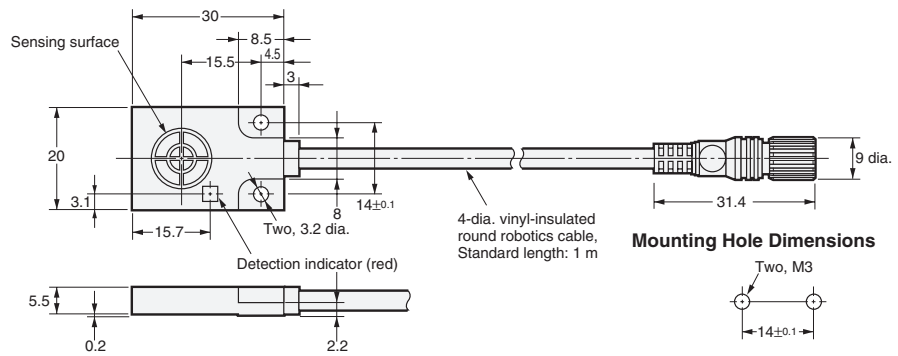 30
Sensing surface
8.5
15.5
4.5
3
20
3.1
15.7
8
14±0.1
Two, 3.2 dia.
Detection indicator (red)
4-dia. vinyl-insulated
round robotics cable,
Standard length: 1 m
9 dia.
31.4
Mounting Hole Dimensions
Two, M3
14±0.1
5.5
0.2
2.2